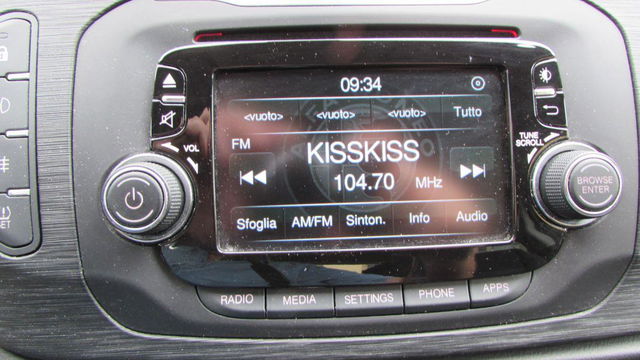 09:34
<vuoto> <vuoto> <vuoto> Tutto
FM
KISSKISS
104.70 MHz
Sfoglia AM/FM Sinton. Info Audio
VOL
TUNE
SCROLL
BROWSE
ENTER
RADIO MEDIA SETTINGS PHONE APPS